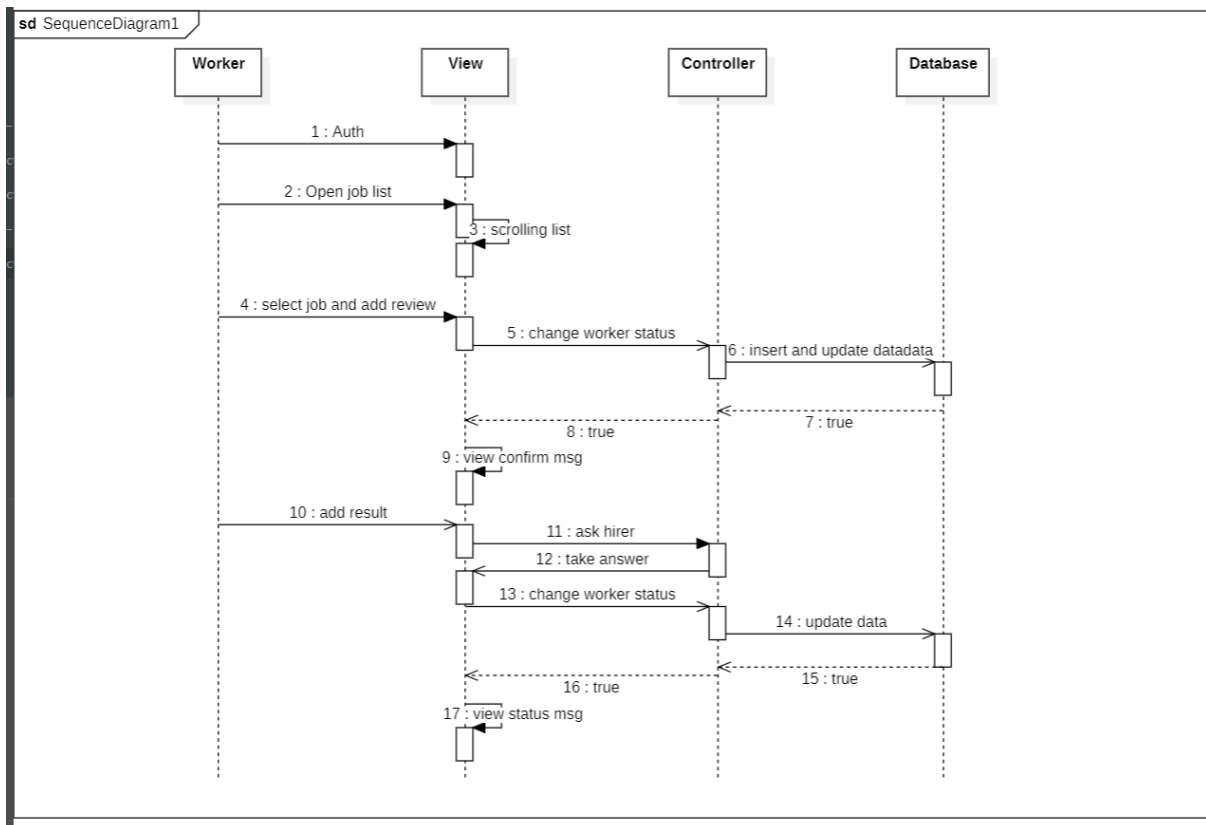 sd SequenceDiagram1
Worker
View
Controller
Database
1 : Auth
2 : Open job list
3 : scrolling list
4 : select job and add review
5 : change worker status
6 : insert and update datadata
7 : true
8 : true
9 : view confirm msg
10 : add result
11 : ask hirer
12 : take answer
13 : change worker status
14 : update data
15 : true
16 : true
17 : view status msg